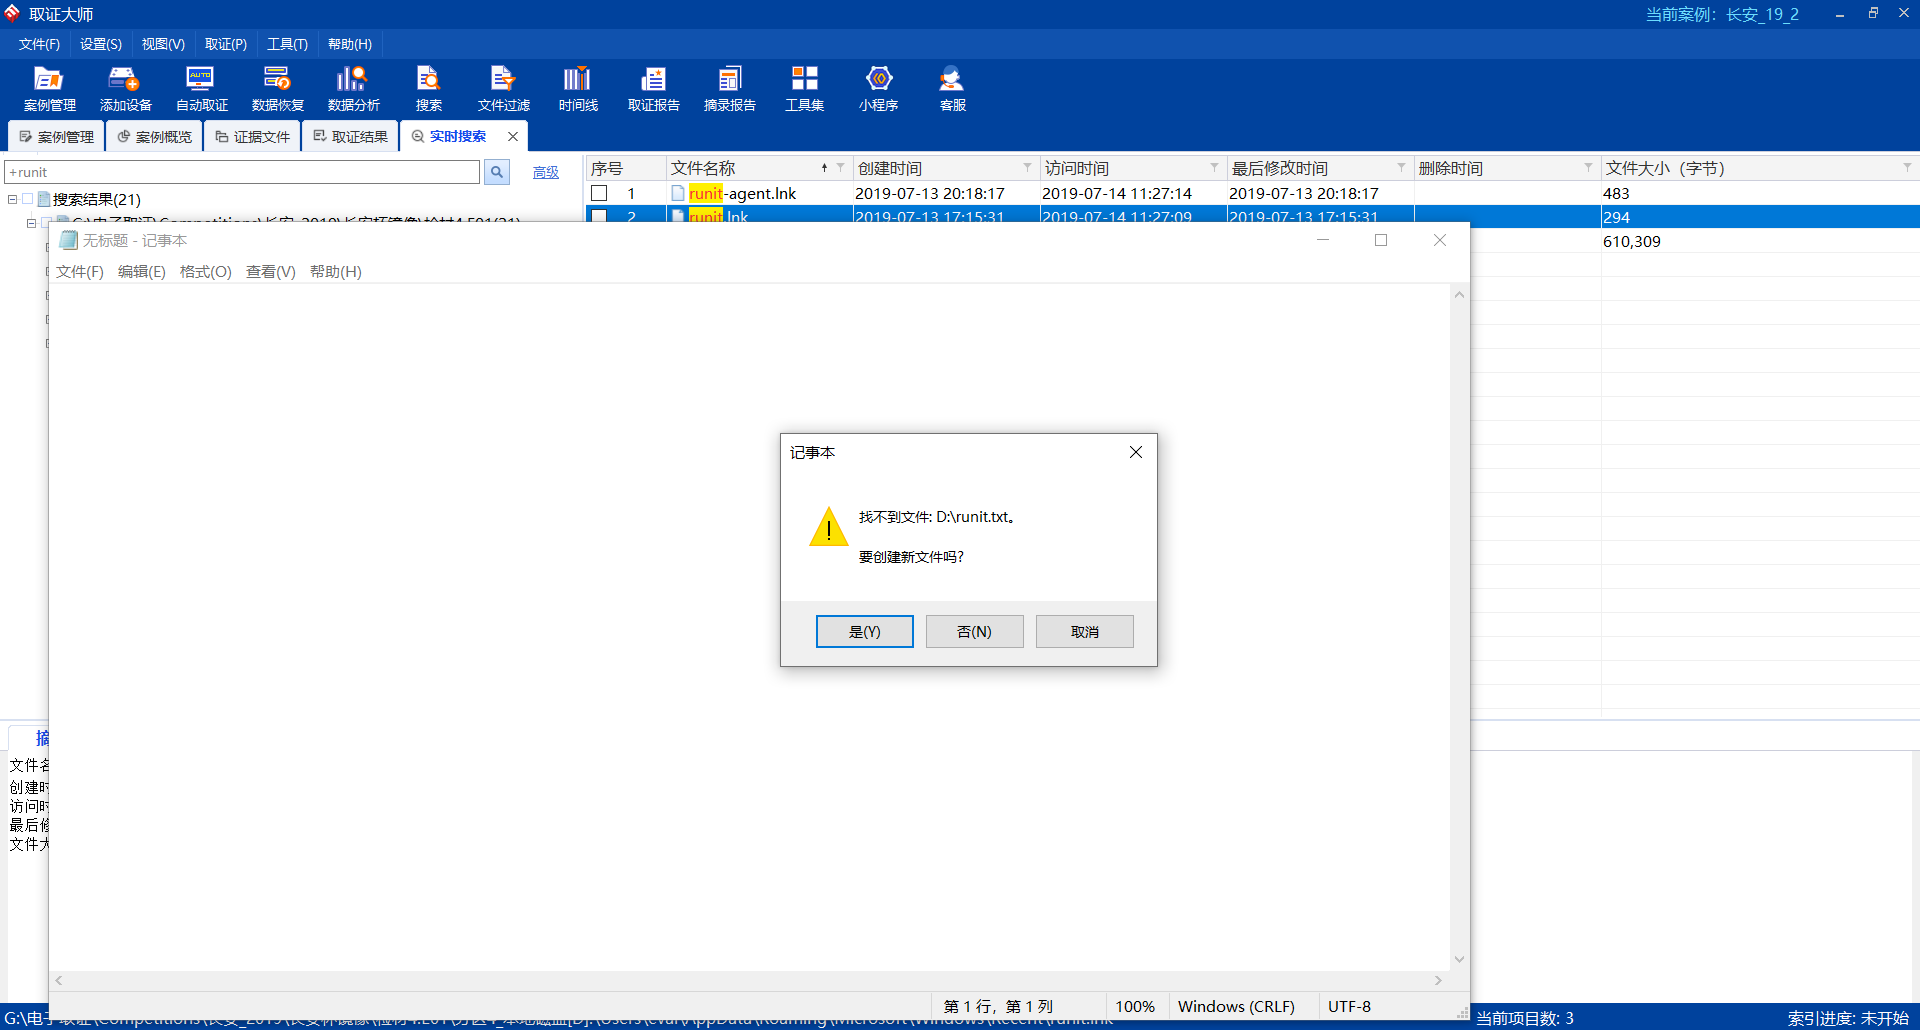 取证大师
当前案例：长安_19_2
文件(F) 设置(S) 视图(V) 取证(P) 工具(T) 帮助(H)
案例管理 添加设备 自动取证 数据恢复 数据分析 搜索 文件过滤 时间线 取证报告 摘录报告 工具集 小程序 客服
案例管理 案例概览 证据文件 取证结果 实时搜索
+runit 高级
序号 文件名称 创建时间 访问时间 最后修改时间 删除时间 文件大小（字节）
搜索结果(21)
1 runit-agent.lnk 2019-07-13 20:18:17 2019-07-14 11:27:14 2019-07-13 20:18:17 483
2 runit.lnk 2019-07-13 17:15:31 2019-07-14 11:27:09 2019-07-13 17:15:31 294
610,309
无标题 - 记事本
文件(F) 编辑(E) 格式(O) 查看(V) 帮助(H)
记事本
找不到文件: D:\runit.txt。
要创建新文件吗?
是(Y) 否(N) 取消
摘
文件名
创建时
访问时
最后修
文件大
第 1 行，第 1 列 100% Windows (CRLF) UTF-8
当前项目数: 3 索引进度: 未开始